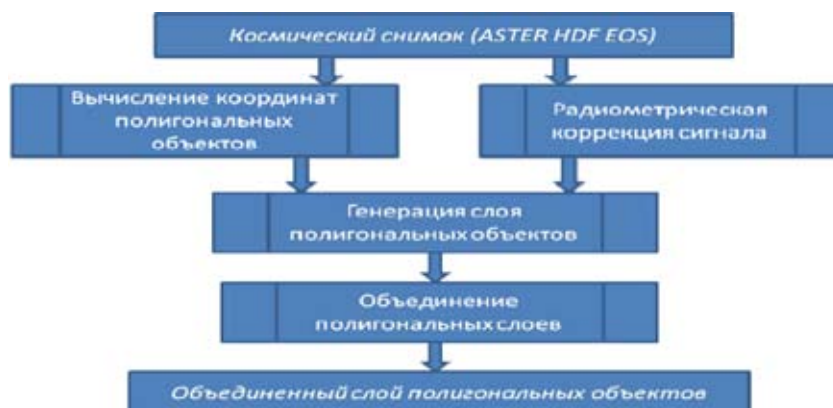 Космический снимок (ASTER HDF EOS)
Вычисление координат
полигональных
объектов
Радиометрическая
коррекция сигнала
Генерация слоя
полигональных объектов
Объединение
полигональных слоев
Объединенный слой полигональных объектов